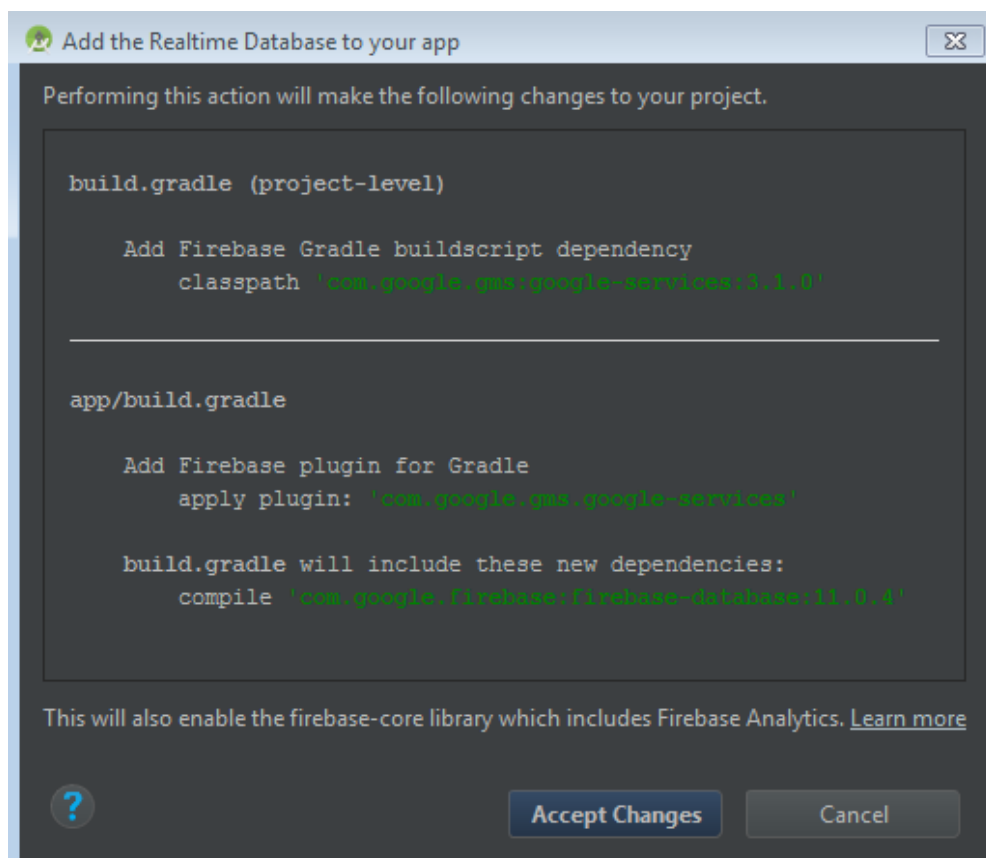 Add the Realtime Database to your app
Performing this action will make the following changes to your project.
build.gradle (project-level)
Add Firebase Gradle buildscript dependency
classpath 'com.google.gms:google-services:3.1.0'
app/build.gradle
Add Firebase plugin for Gradle
apply plugin: 'com.google.gms.google-services'
build.gradle will include these new dependencies:
compile 'com.google.firebase:firebase-database:11.0.4'
This will also enable the firebase-core library which includes Firebase Analytics. Learn more
?
Accept Changes
Cancel